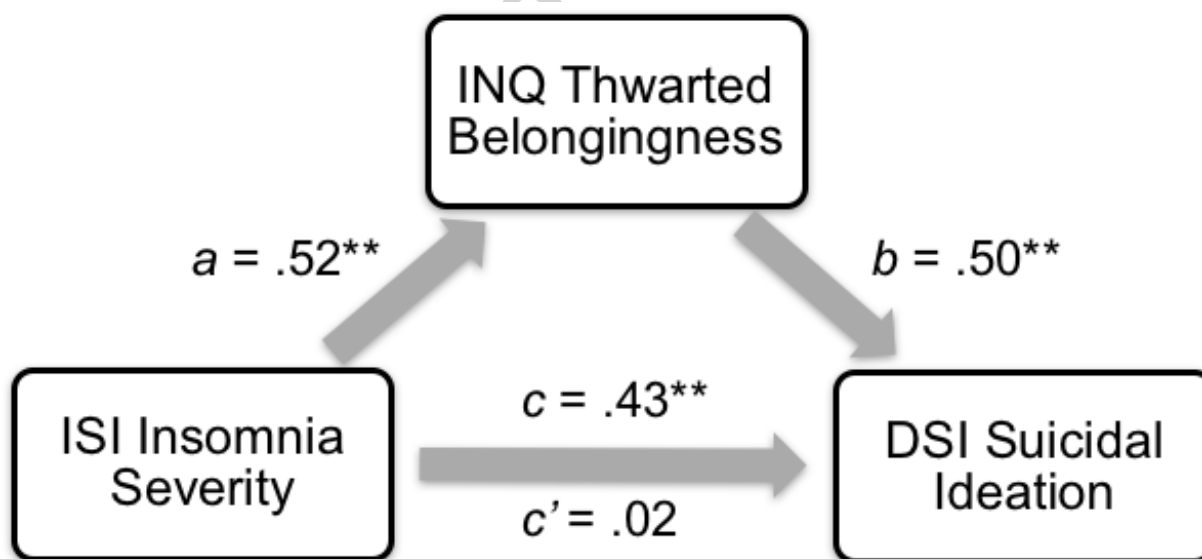 INQ Thwarted
Belongingness
a = .52**
b = .50**
c = .43**
ISI Insomnia
Severity
DSI Suicidal
Ideation
c’ = .02